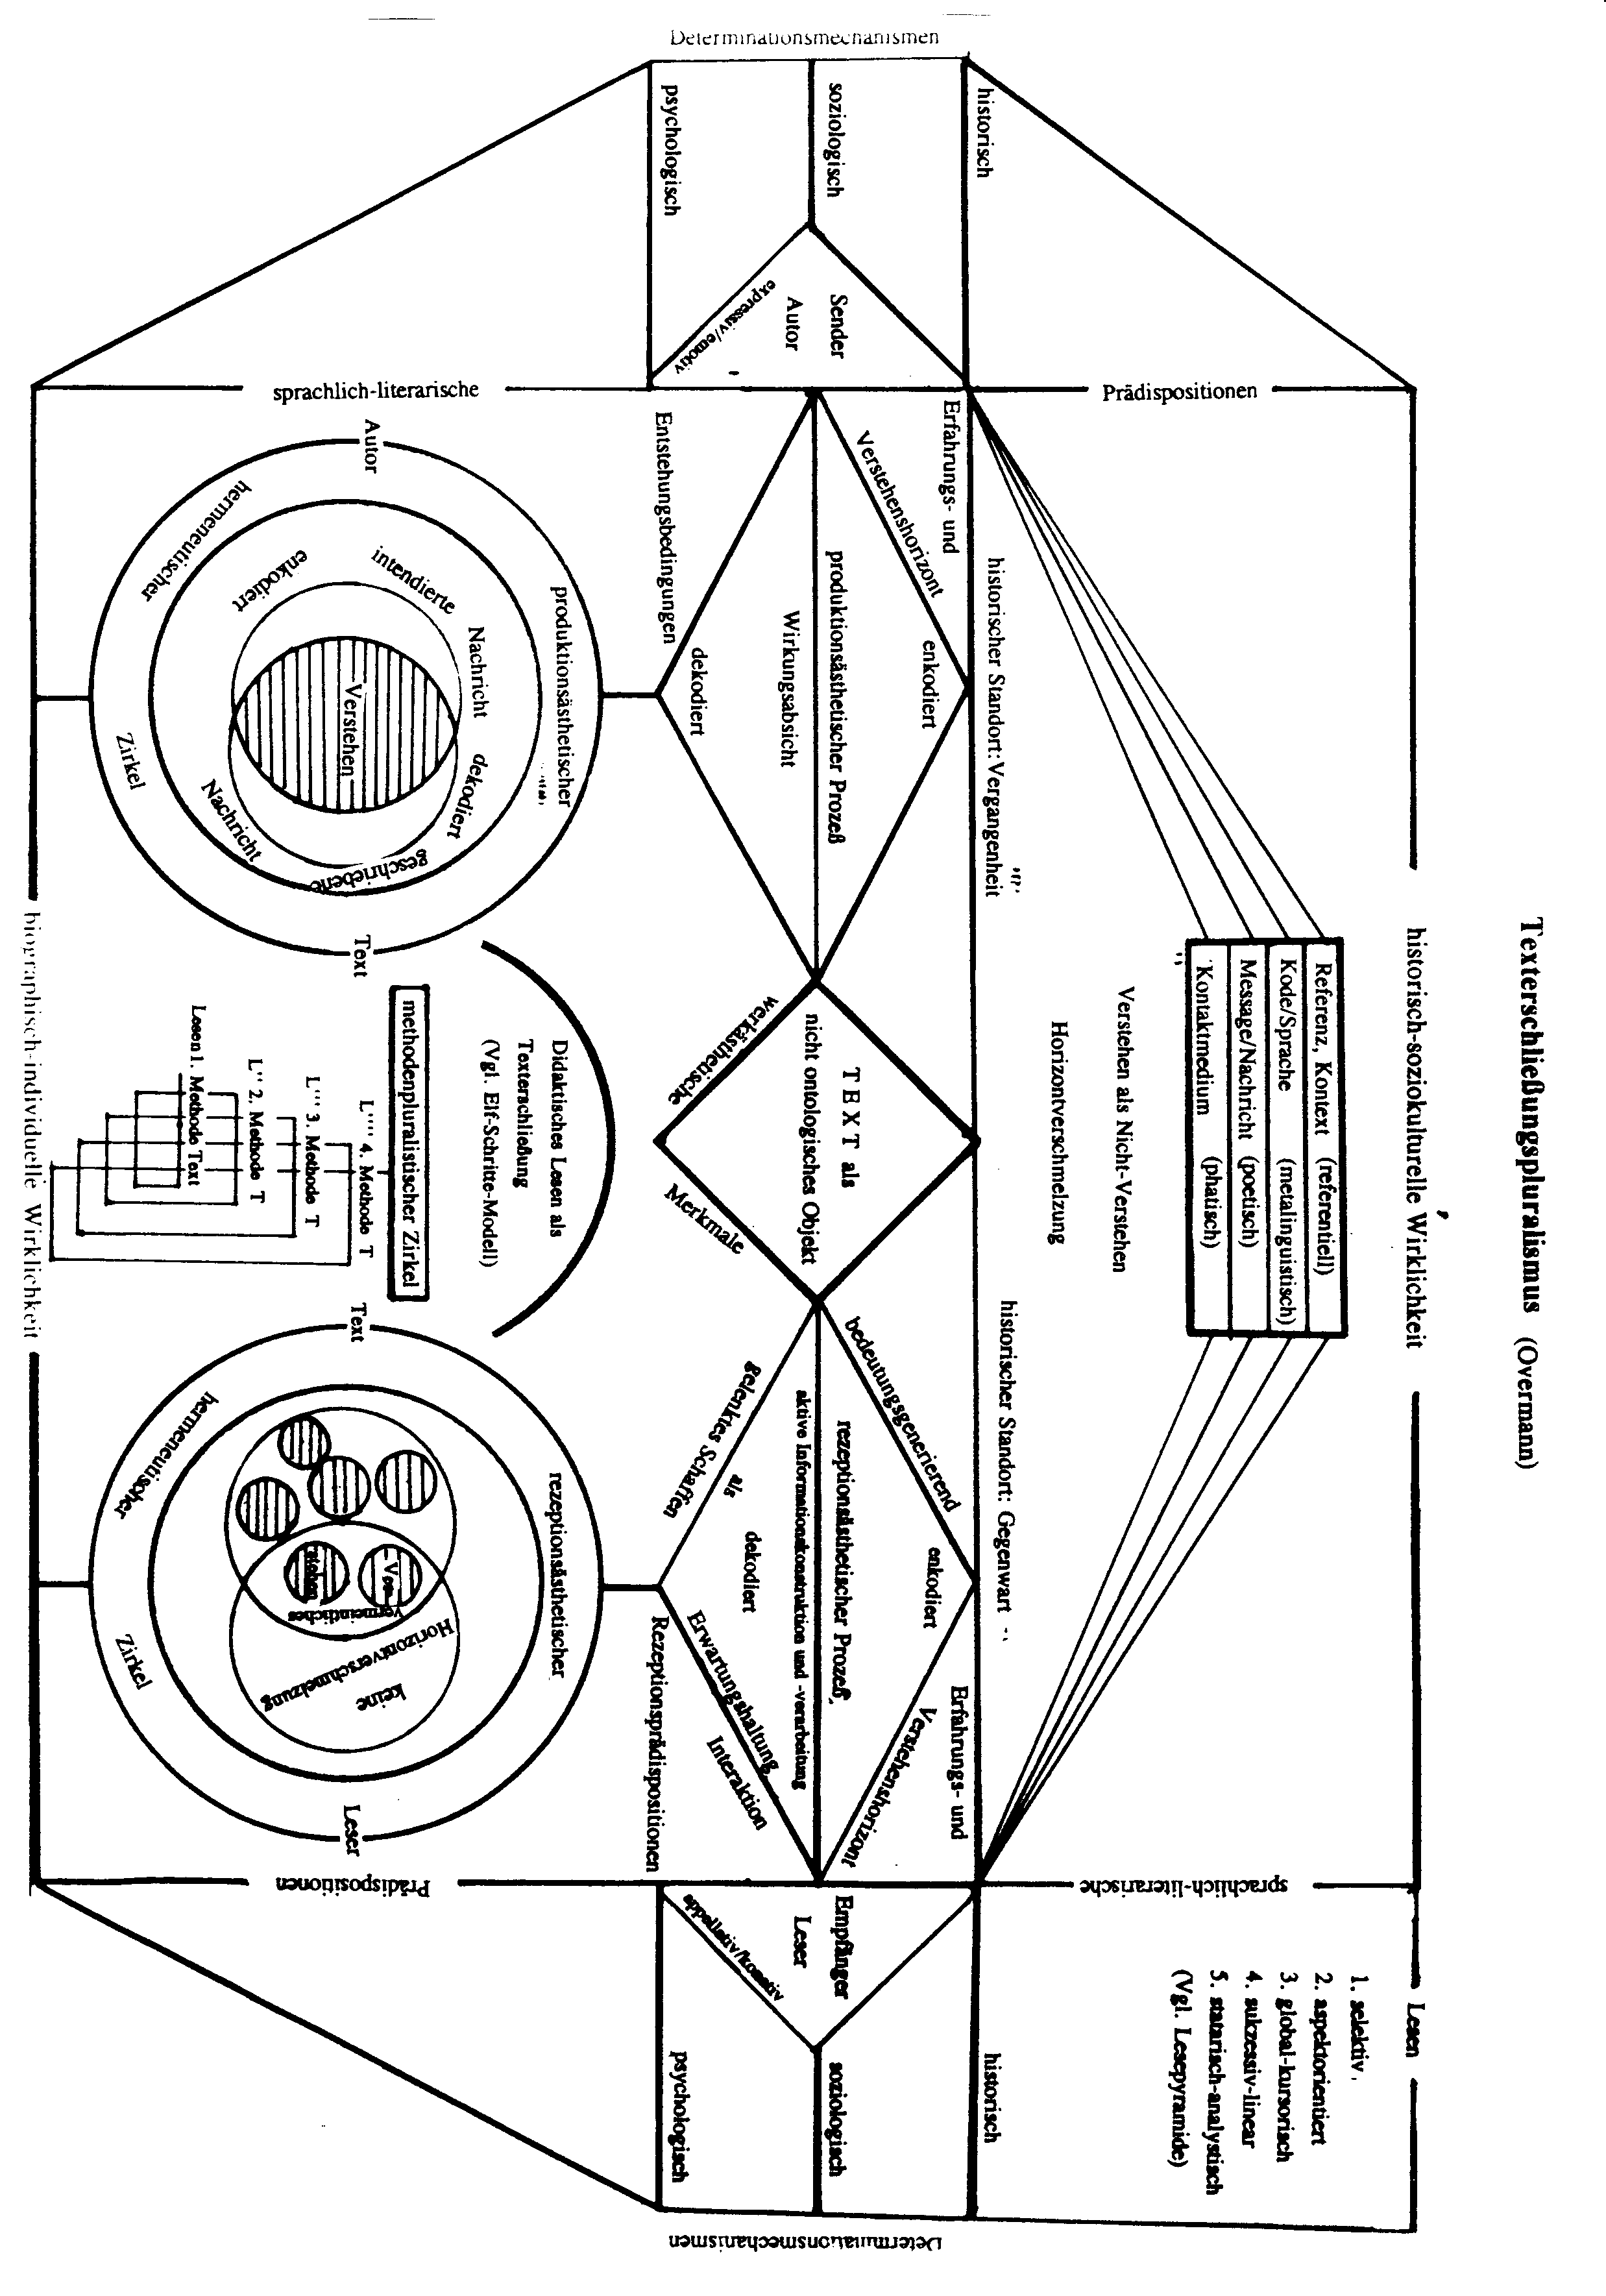 Texterschließungspluralismus (Overmann)
historisch-soziokulturelle Wirklichkeit
Lesen
1. selektiv
2. aspektorientiert
3. global-kursorisch
4. sukzessiv-linear
5. statarisch-analystisch
(Vgl. Lesepyramide)
Referenz, Kontext (referentiell)
Kode/Sprache (metalinguistisch)
Message/Nachricht (poetisch)
Kontaktmedium (phatisch)
Verstehen als Nicht-Verstehen
Horizontverschmelzung
Determinationsmechanismen
historisch
soziologisch
psychologisch
Sender
Autor
expressiv/emotiv
sprachlich-literarische
Prädispositionen
historischer Standort: Vergangenheit
Erfahrungs- und
Verstehenshorizont
enkodiert
produktionsästhetischer Prozeß
Wirkungsabsicht
dekodiert
Entstehungsbedingungen
TEXT als
nicht ontologisches Objekt
werkästhetische
Merkmale
historischer Standort: Gegenwart
bedeutungsgenerierend
enkodiert
Erfahrungs- und
Verstehenshorizont
rezeptionsästhetischer Prozeß
aktive Informationskonstruktion und -verarbeitung
gelenktes Schaffen
als
dekodiert
Erwartungshaltung
Interaktion
Rezeptionsprädispositionen
Empfänger
Leser
appellativ/konativ
historisch
soziologisch
psychologisch
Determinationsmechanismen
sprachlich-literarische
Prädispositionen
produktionsästhetischer
Autor
hermeneutischer
Zirkel
Text
intendierte
Nachricht
enkodiert
Verstehen
dekodiert
geschriebene
Nachricht
Didaktisches Lesen als
Texterschließung
(Vgl. Elf-Schritte-Modell)
methodenpluralistischer Zirkel
L'''' 4. Methode T
L''' 3. Methode T
L'' 2. Methode T
Lesen 1. Methode Text
rezeptionsästhetischer
Text
hermeneutischer
Zirkel
Leser
Ver-
stehen
vermeintliches
Horizontverschmelzung
keine
biographisch-individuelle Wirklichkeit